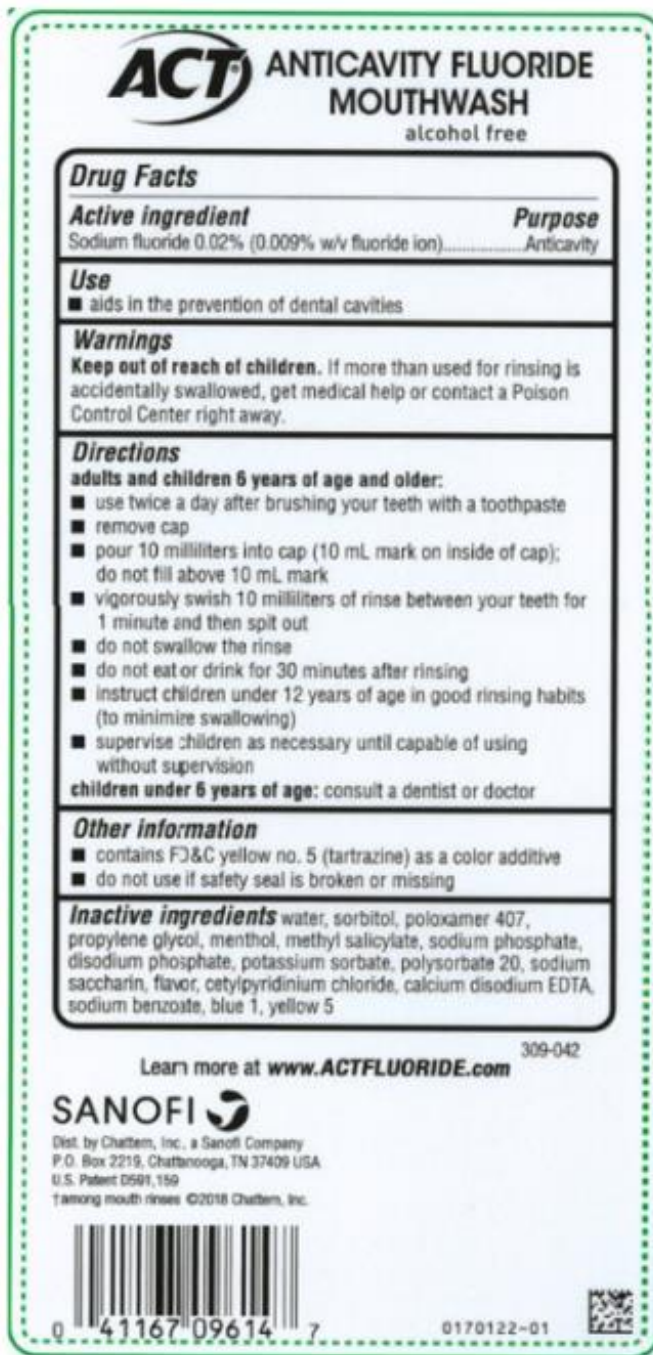 ACT® ANTICAVITY FLUORIDE
MOUTHWASH
alcohol free
Drug Facts
Active ingredient Purpose
Sodium fluoride 0.02% (0.009% w/v fluoride ion)..................Anticavity
Use
■ aids in the prevention of dental cavities
Warnings
Keep out of reach of children. If more than used for rinsing is
accidentally swallowed, get medical help or contact a Poison
Control Center right away.
Directions
adults and children 6 years of age and older:
■ use twice a day after brushing your teeth with a toothpaste
■ remove cap
■ pour 10 milliliters into cap (10 mL mark on inside of cap);
do not fill above 10 mL mark
■ vigorously swish 10 milliliters of rinse between your teeth for
1 minute and then spit out
■ do not swallow the rinse
■ do not eat or drink for 30 minutes after rinsing
■ instruct children under 12 years of age in good rinsing habits
(to minimize swallowing)
■ supervise children as necessary until capable of using
without supervision
children under 6 years of age: consult a dentist or doctor
Other information
■ contains FD&C yellow no. 5 (tartrazine) as a color additive
■ do not use if safety seal is broken or missing
Inactive ingredients water, sorbitol, poloxamer 407,
propylene glycol, menthol, methyl salicylate, sodium phosphate,
disodium phosphate, potassium sorbate, polysorbate 20, sodium
saccharin, flavor, cetylpyridinium chloride, calcium disodium EDTA,
sodium benzoate, blue 1, yellow 5
309-042
Learn more at www.ACTFLUORIDE.com
SANOFI
Dist. by Chattem, Inc., a Sanofi Company
P.O. Box 2219, Chattanooga, TN 37409 USA
U.S. Patent D591,159
†among mouth rinses ©2018 Chattem, Inc.
0 41167 09614 7
0170122-01